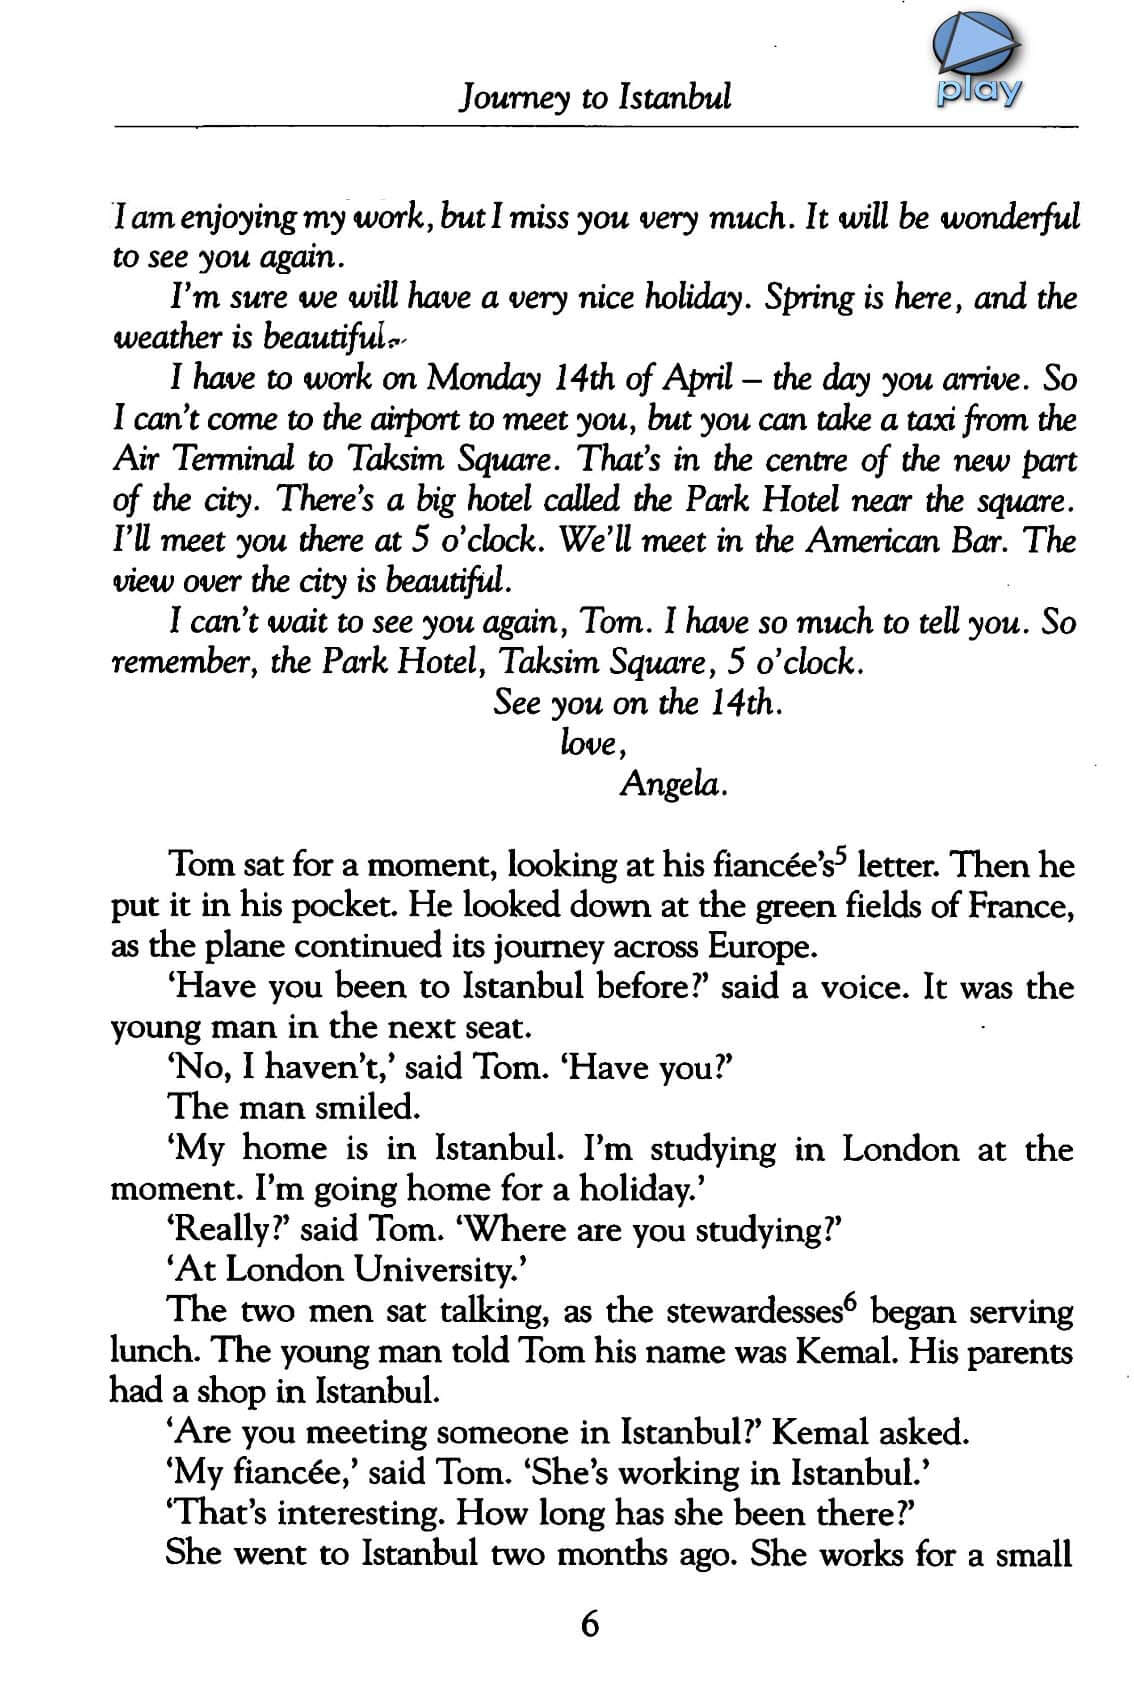 Journey to Istanbul
play
I am enjoying my work, but I miss you very much. It will be wonderful
to see you again.
I'm sure we will have a very nice holiday. Spring is here, and the
weather is beautiful.
I have to work on Monday 14th of April – the day you arrive. So
I can't come to the airport to meet you, but you can take a taxi from the
Air Terminal to Taksim Square. That's in the centre of the new part
of the city. There's a big hotel called the Park Hotel near the square.
I'll meet you there at 5 o'clock. We'll meet in the American Bar. The
view over the city is beautiful.
I can't wait to see you again, Tom. I have so much to tell you. So
remember, the Park Hotel, Taksim Square, 5 o'clock.
See you on the 14th.
love,
Angela.
Tom sat for a moment, looking at his fiancée's⁵ letter. Then he
put it in his pocket. He looked down at the green fields of France,
as the plane continued its journey across Europe.
‘Have you been to Istanbul before?’ said a voice. It was the
young man in the next seat.
‘No, I haven't,’ said Tom. ‘Have you?’
The man smiled.
‘My home is in Istanbul. I'm studying in London at the
moment. I'm going home for a holiday.’
‘Really?’ said Tom. ‘Where are you studying?’
‘At London University.’
The two men sat talking, as the stewardesses⁶ began serving
lunch. The young man told Tom his name was Kemal. His parents
had a shop in Istanbul.
‘Are you meeting someone in Istanbul?’ Kemal asked.
‘My fiancée,’ said Tom. ‘She's working in Istanbul.’
‘That's interesting. How long has she been there?’
She went to Istanbul two months ago. She works for a small
6